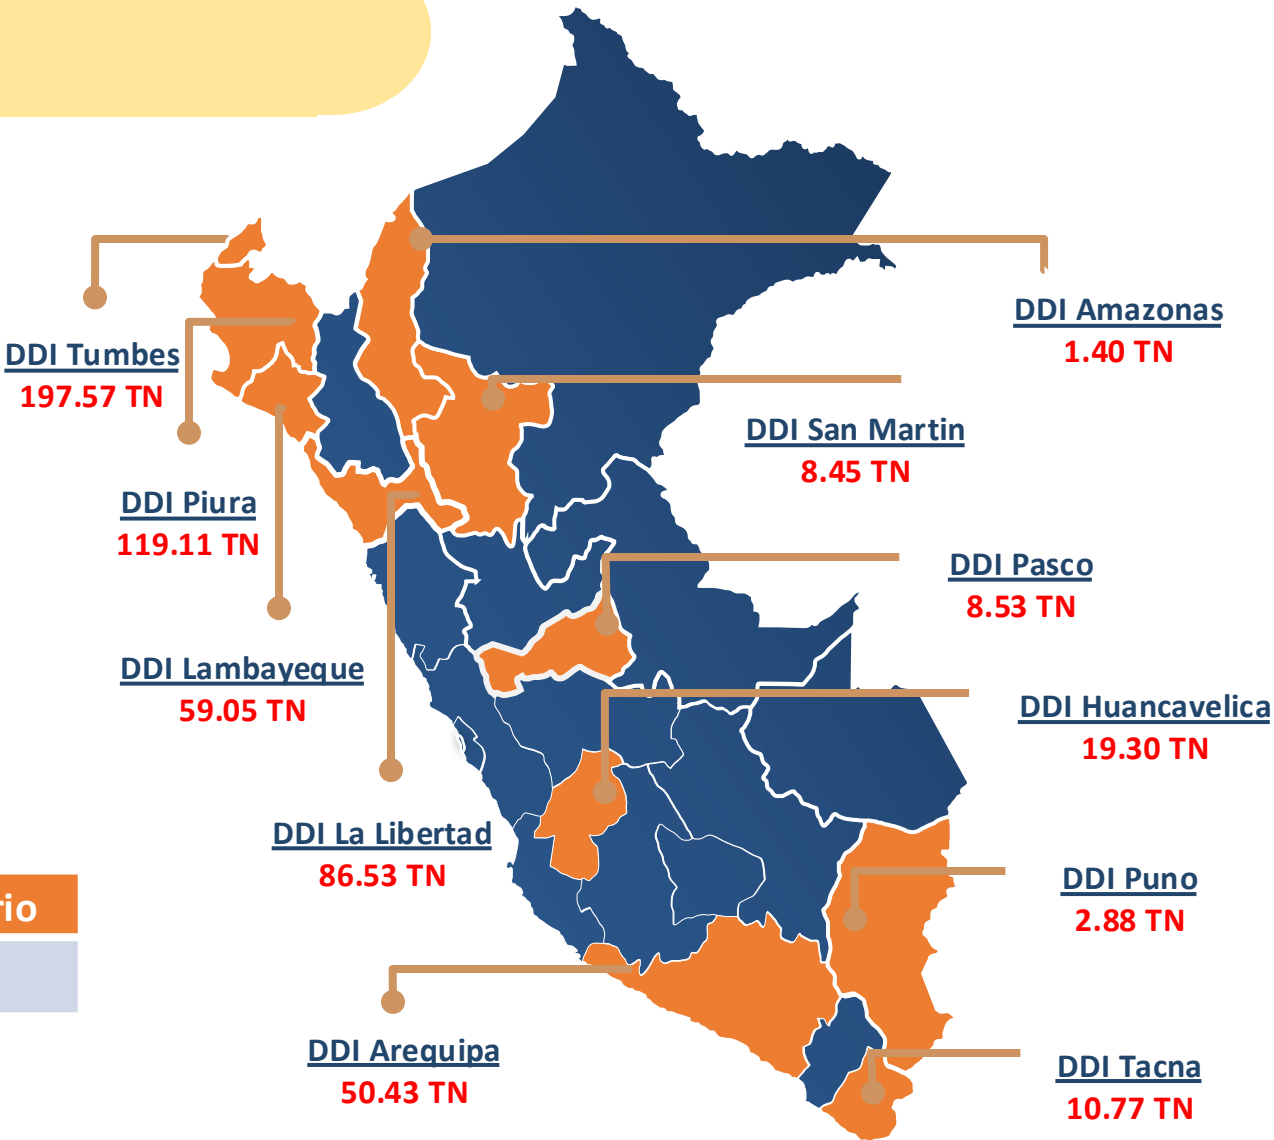 DDI Tumbes
197.57 TN
DDI Piura
119.11 TN
DDI Lambayeque
59.05 TN
DDI La Libertad
86.53 TN
DDI Arequipa
50.43 TN
DDI Amazonas
1.40 TN
DDI San Martin
8.45 TN
DDI Pasco
8.53 TN
DDI Huancavelica
19.30 TN
DDI Puno
2.88 TN
DDI Tacna
10.77 TN